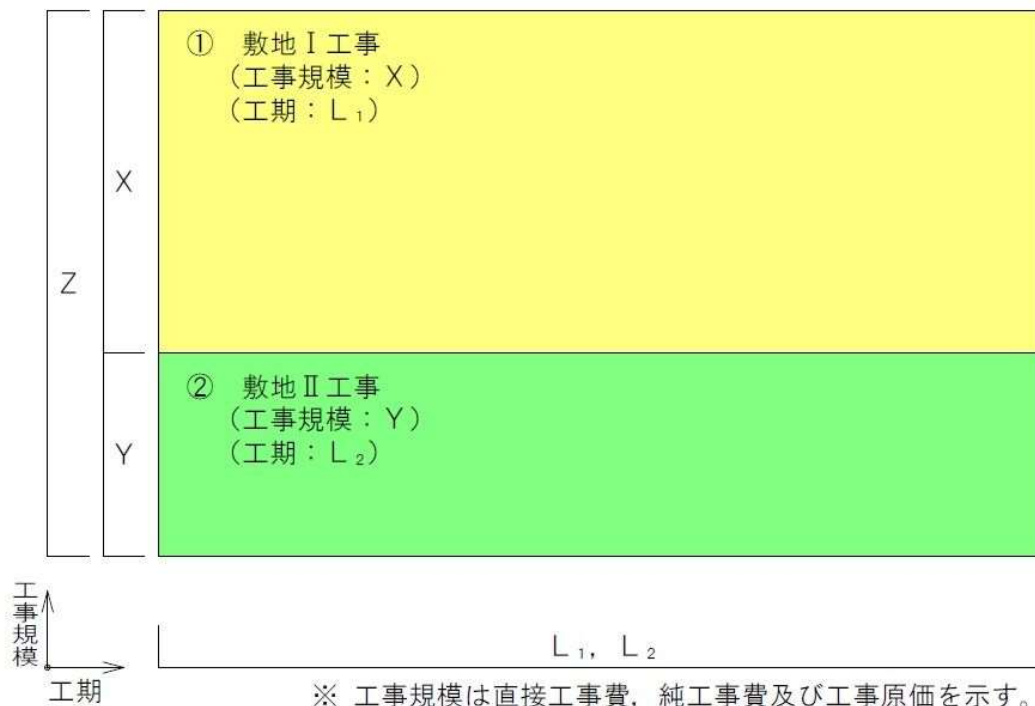 ① 敷地Ⅰ工事
（工事規模：Ｘ）
（工期：Ｌ₁）
X
Z
② 敷地Ⅱ工事
（工事規模：Ｙ）
（工期：Ｌ₂）
Y
工事規模
工期
Ｌ₁，Ｌ₂
※ 工事規模は直接工事費，純工事費及び工事原価を示す。